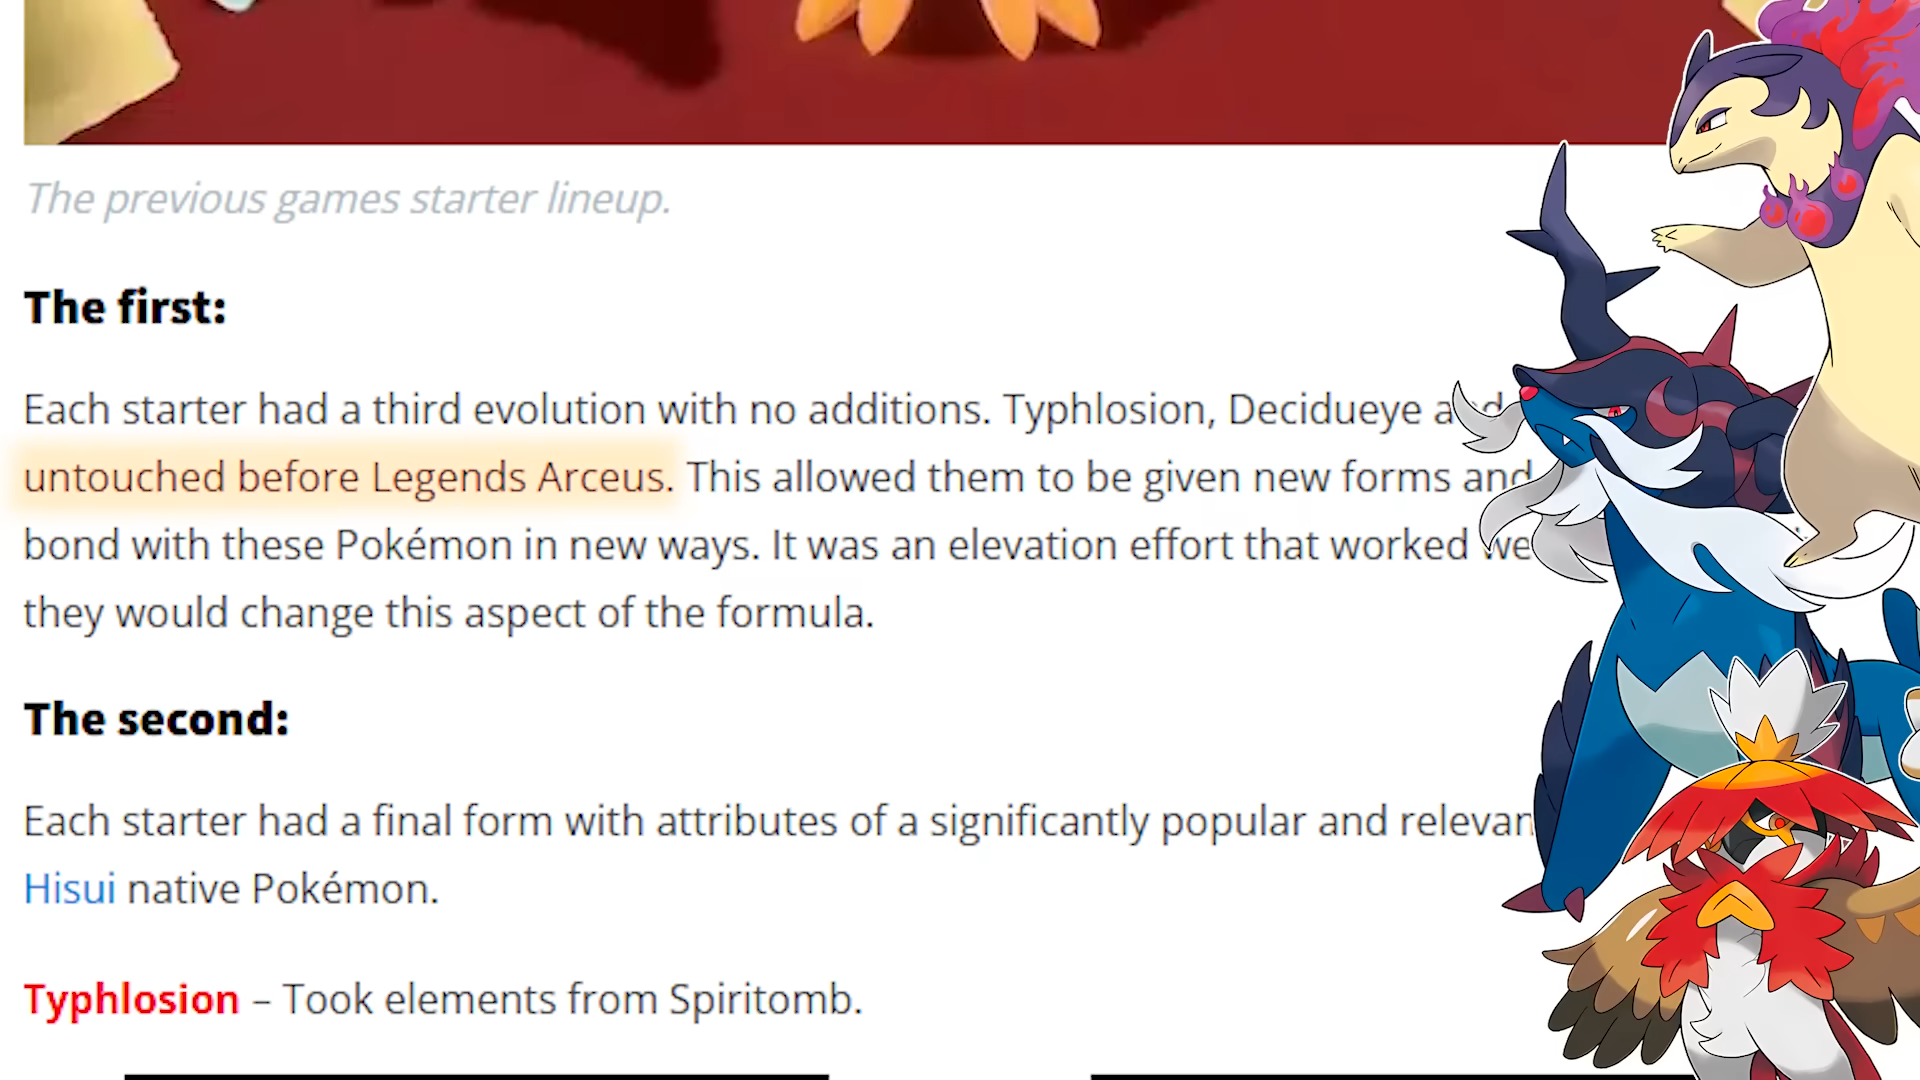 The previous games starter lineup.
The first:
Each starter had a third evolution with no additions. Typhlosion, Decidueye and
untouched before Legends Arceus. This allowed them to be given new forms and
bond with these Pokémon in new ways. It was an elevation effort that worked
they would change this aspect of the formula.
The second:
Each starter had a final form with attributes of a significantly popular and
Hisui native Pokémon.
Typhlosion – Took elements from Spiritomb.